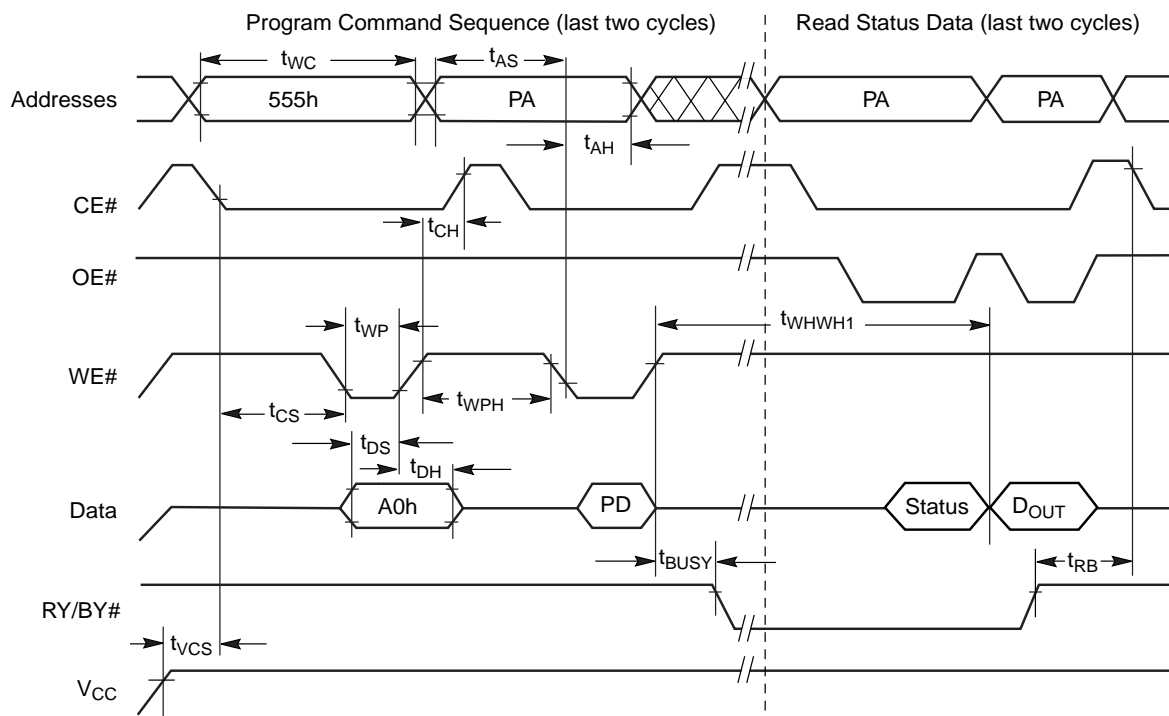 Program Command Sequence (last two cycles)
Read Status Data (last two cycles)
tWC
tAS
Addresses
555h
PA
PA
PA
tAH
CE#
tCH
OE#
tWP
tWHWH1
WE#
tCS
tWPH
tDS
tDH
Data
A0h
PD
Status
DOUT
tBUSY
tRB
RY/BY#
tVCS
VCC